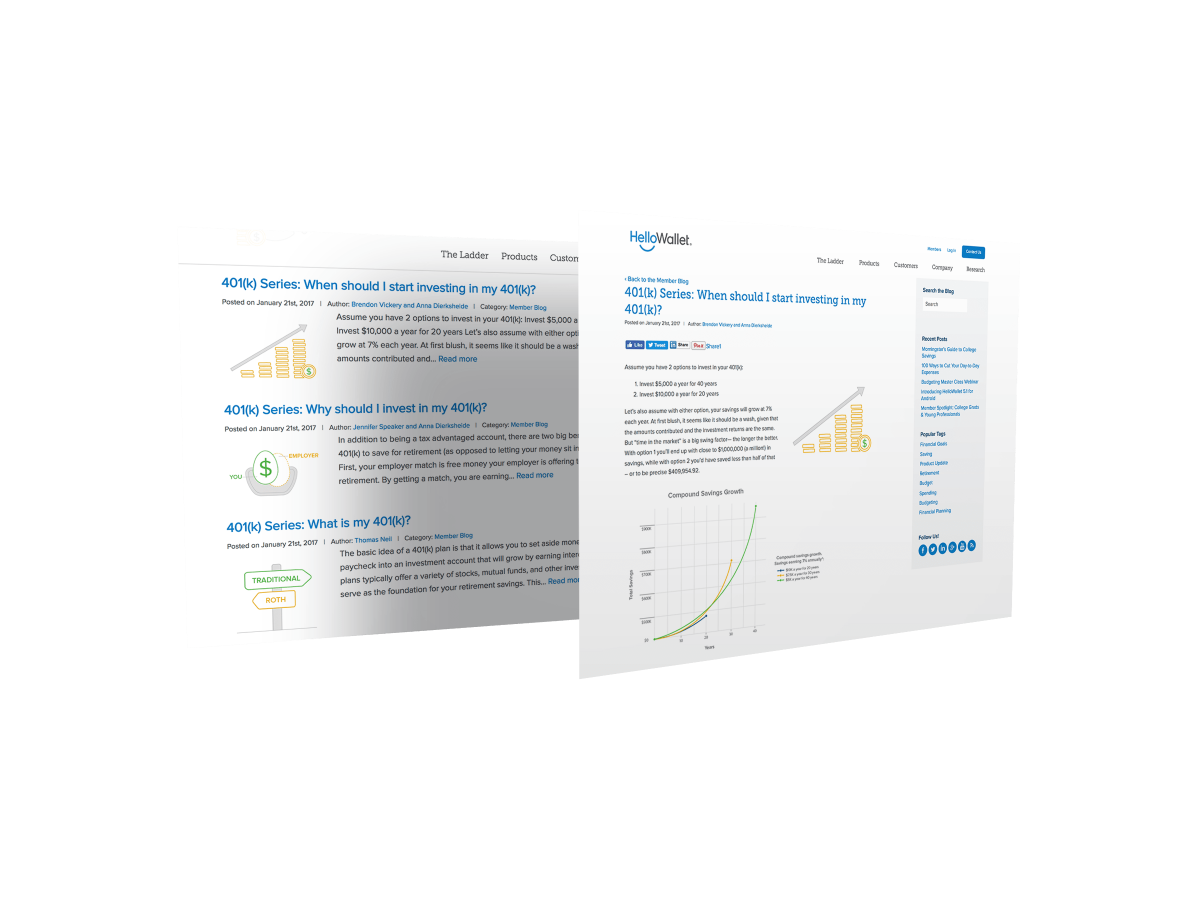 The Ladder Products Custom
401(k) Series: When should I start investing in my 401(k)?
Posted on January 21st, 2017 | Author: Brendon Vickery and Anna Dierksheide | Category: Member Blog
Assume you have 2 options to invest in your 401(k): Invest $5,000 a
Invest $10,000 a year for 20 years Let's also assume with either opti
grow at 7% each year. At first blush, it seems like it should be a wash
amounts contributed and... Read more
401(k) Series: Why should I invest in my 401(k)?
Posted on January 21st, 2017 | Author: Jennifer Speaker and Anna Dierksheide | Category: Member Blog
In addition to being a tax advantaged account, there are two big be
401(k) to save for retirement (as opposed to letting your money sit in
First, your employer match is free money your employer is offering t
retirement. By getting a match, you are earning... Read more
YOU
$
EMPLOYER
401(k) Series: What is my 401(k)?
Posted on January 21st, 2017 | Author: Thomas Neil | Category: Member Blog
The basic idea of a 401(k) plan is that it allows you to set aside mone
paycheck into an investment account that will grow by earning inter
plans typically offer a variety of stocks, mutual funds, and other inve
serve as the foundation for your retirement savings. This... Read mor
TRADITIONAL
ROTH
HelloWallet.
Members Log In Contact Us
The Ladder Products Customers Company Research
‹ Back to the Member Blog
401(k) Series: When should I start investing in my
401(k)?
Posted on January 21st, 2017 | Author: Brendon Vickery and Anna Dierksheide
Like Tweet Share Pin it Share1
Assume you have 2 options to invest in your 401(k):
1. Invest $5,000 a year for 40 years
2. Invest $10,000 a year for 20 years
Let's also assume with either option, your savings will grow at 7%
each year. At first blush, it seems like it should be a wash, given that
the amounts contributed and the investment returns are the same.
But "time in the market" is a big swing factor— the longer the better.
With option 1 you'll end up with close to $1,000,000 (a million) in
savings, while with option 2 you'd have saved less than half of that
– or to be precise $409,954.92.
Compound Savings Growth
Total Savings
$0
10
20
30
40
Years
Compound savings growth.
Savings earning 7% annually*.
Search the Blog
Search
Recent Posts
Morningstar's Guide to College
Savings
100 Ways to Cut Your Day-to-Day
Expenses
Budgeting Master Class Webinar
Introducing HelloWallet 5.1 for
Android
Member Spotlight: College Grads
& Young Professionals
Popular Tags
Financial Goals
Saving
Product Update
Retirement
Budget
Spending
Budgeting
Financial Planning
Follow Us!